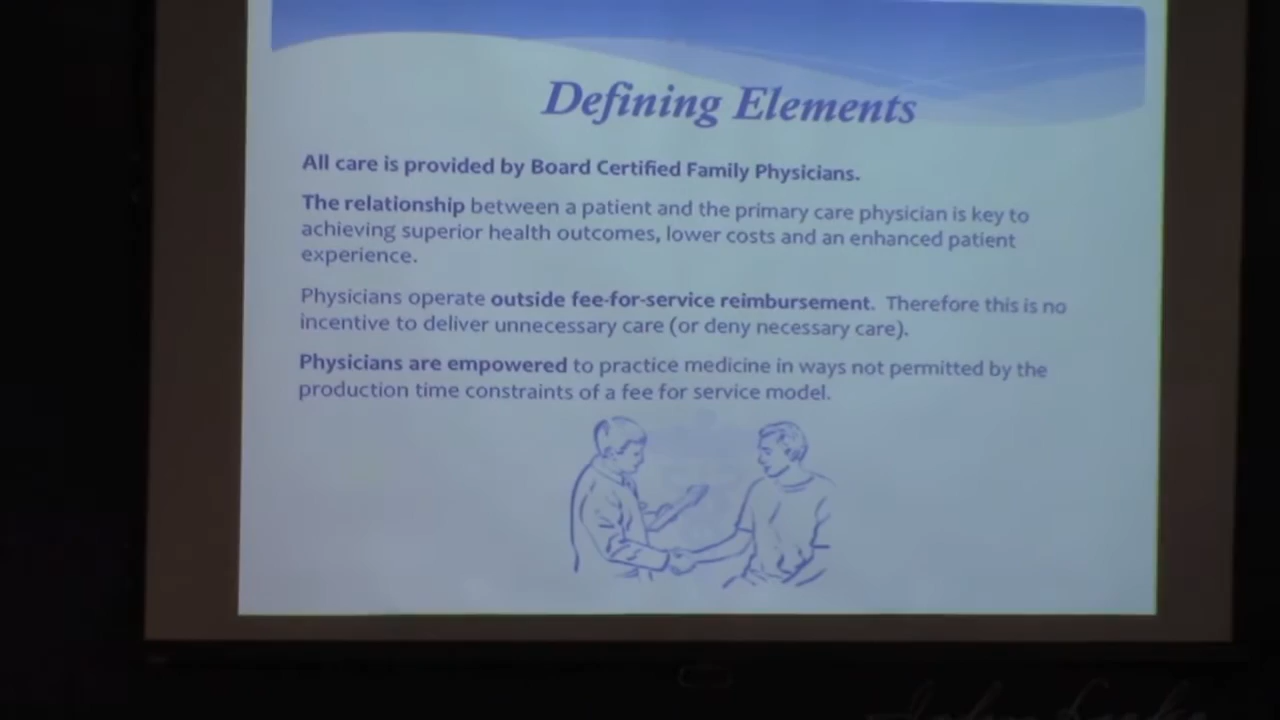 Defining Elements
All care is provided by Board Certified Family Physicians.
The relationship between a patient and the primary care physician is key to
achieving superior health outcomes, lower costs and an enhanced patient
experience.
Physicians operate outside fee-for-service reimbursement. Therefore this is no
incentive to deliver unnecessary care (or deny necessary care).
Physicians are empowered to practice medicine in ways not permitted by the
production time constraints of a fee for service model.